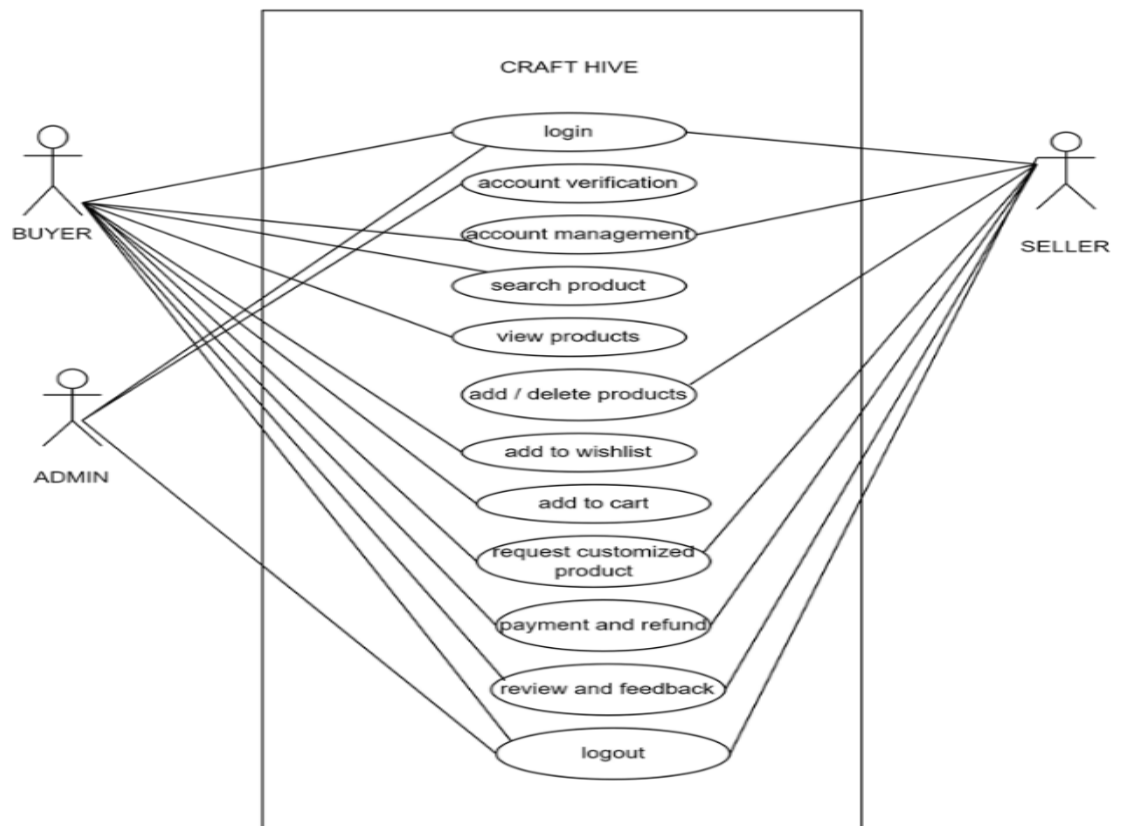 CRAFT HIVE
login
account verification
BUYER
account management
SELLER
search product
view products
add / delete products
ADMIN
add to wishlist
add to cart
request customized
product
payment and refund
review and feedback
logout